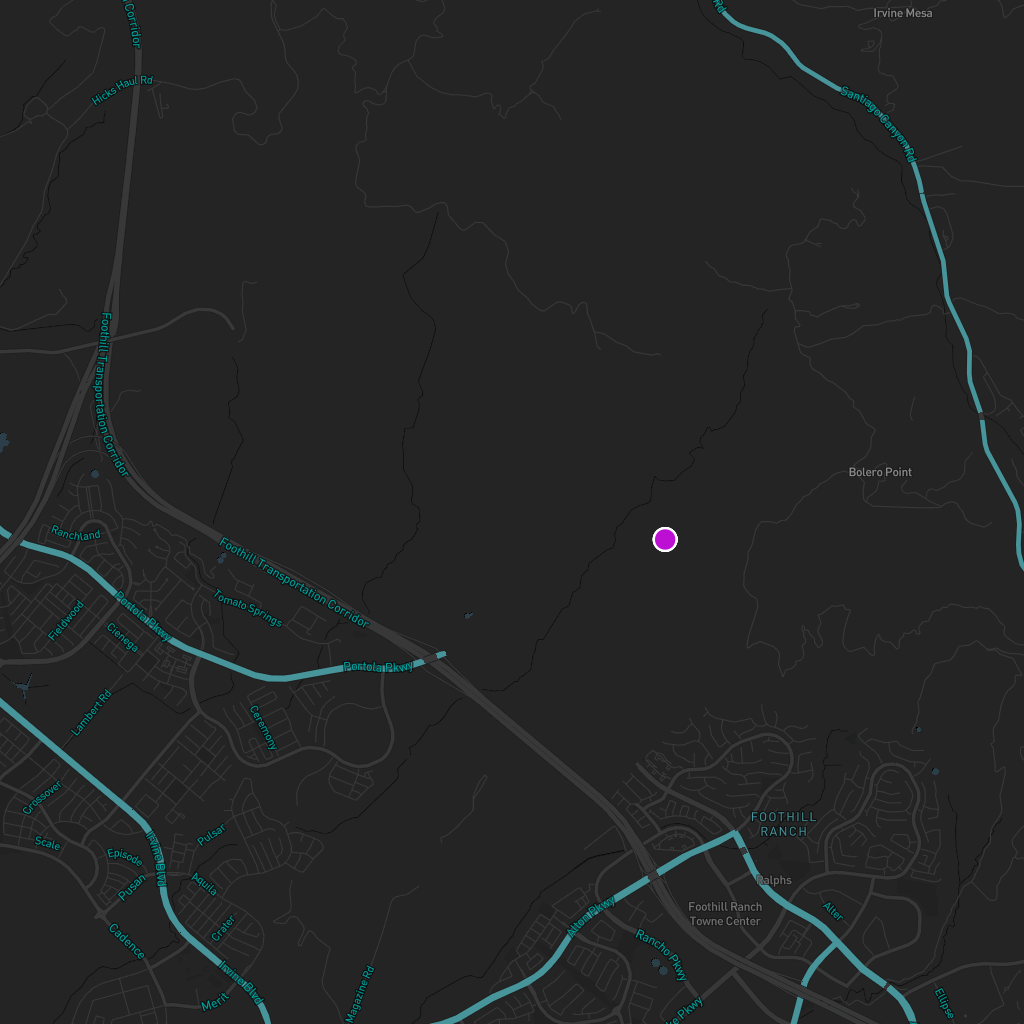 Corridor
Rd
Irvine Mesa
Hicks Haul Rd
Santiago Canyon Rd
Foothill Transportation Corridor
Bolero Point
Ranchland
Foothill Transportation Corridor
Tomato Springs
Portola Pkwy
Fieldwood
Cienega
Portola Pkwy
Lambert Rd
Ceremony
Crossover
Scale
Episode
Pulsar
Irvine Blvd
Pusan
Aquila
Crater
Cadence
Irvine Blvd
Merit
Magazine Rd
FOOTHILL
RANCH
Ralphs
Foothill Ranch
Towne Center
Alton Pkwy
Alter
Rancho Pkwy
ke Pkwy
Ellipse